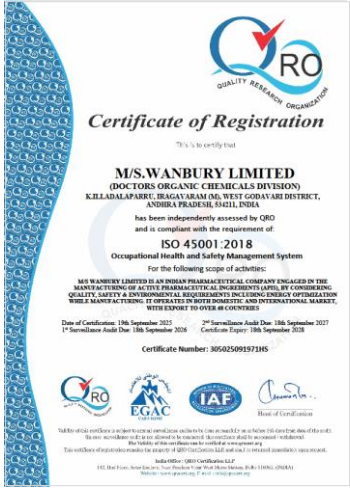 QRO
QUALITY RESEARCH ORGANIZATION
Certificate of Registration
This is to certify that
M/S.WANBURY LIMITED
(DOCTORS ORGANIC CHEMICALS DIVISION)
K.ILLADALAPARRU, IRAGAVARAM (M), WEST GODAVARI DISTRICT,
ANDHRA PRADESH, 534211, INDIA
has been independently assessed by QRO
and is compliant with the requirement of:
ISO 45001:2018
Occupational Health and Safety Management System
For the following scope of activities:
M/S WANBURY LIMITED IS AN INDIAN PHARMACEUTICAL COMPANY ENGAGED IN THE
MANUFACTURING OF ACTIVE PHARMACEUTICAL INGREDIENTS (APIS), BY CONSIDERING
QUALITY, SAFETY & ENVIRONMENTAL REQUIREMENTS INCLUDING ENERGY OPTIMIZATION
WHILE MANUFACTURING. IT OPERATES IN BOTH DOMESTIC AND INTERNATIONAL MARKET,
WITH EXPORT TO OVER 40 COUNTRIES
Date of Certification: 19th September 2025 2nd Surveillance Audit Due: 18th September 2027
1st Surveillance Audit Due: 18th September 2026 Certificate Expiry: 18th September 2028
Certificate Number: 305025091971HS
QRO
EGAC
IAF
Head of Certification
India Office : QRO Certification LLP